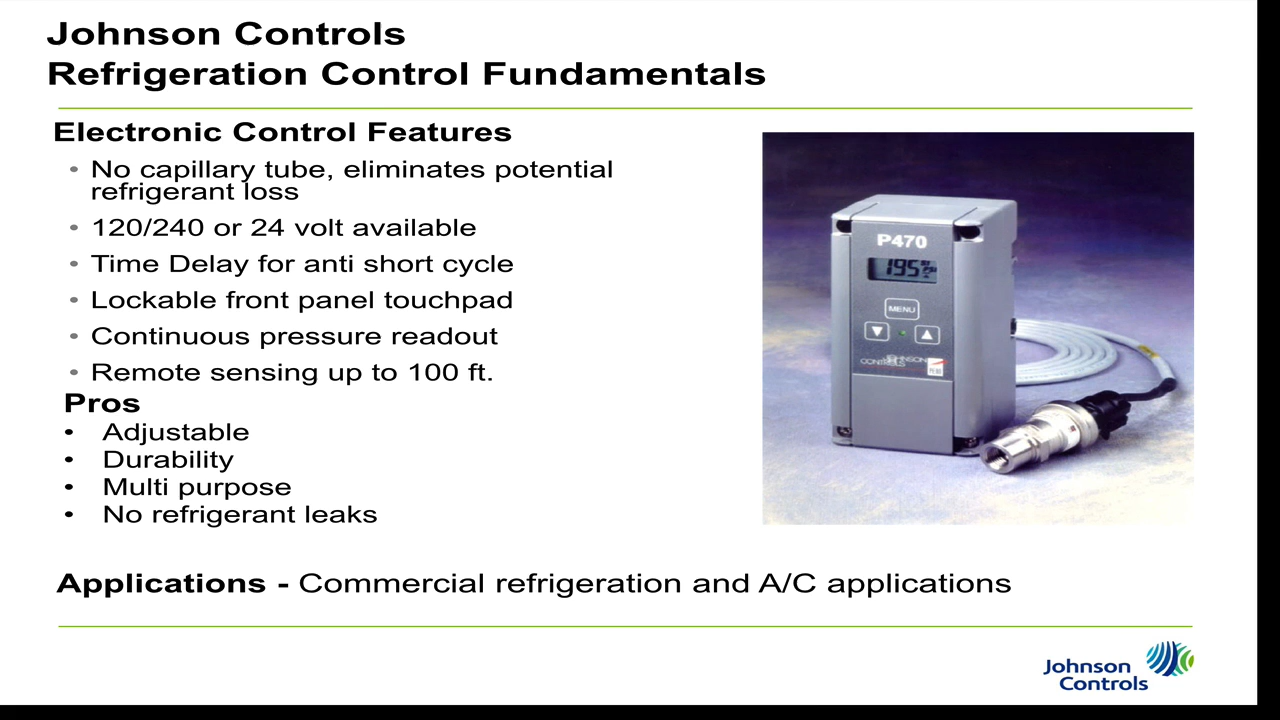 Johnson Controls
Refrigeration Control Fundamentals
Electronic Control Features
• No capillary tube, eliminates potential
refrigerant loss
• 120/240 or 24 volt available
• Time Delay for anti short cycle
• Lockable front panel touchpad
• Continuous pressure readout
• Remote sensing up to 100 ft.
Pros
• Adjustable
• Durability
• Multi purpose
• No refrigerant leaks
P470
195
MENU
JOHNSON
CONTROLS
PENN
Applications - Commercial refrigeration and A/C applications
Johnson
Controls